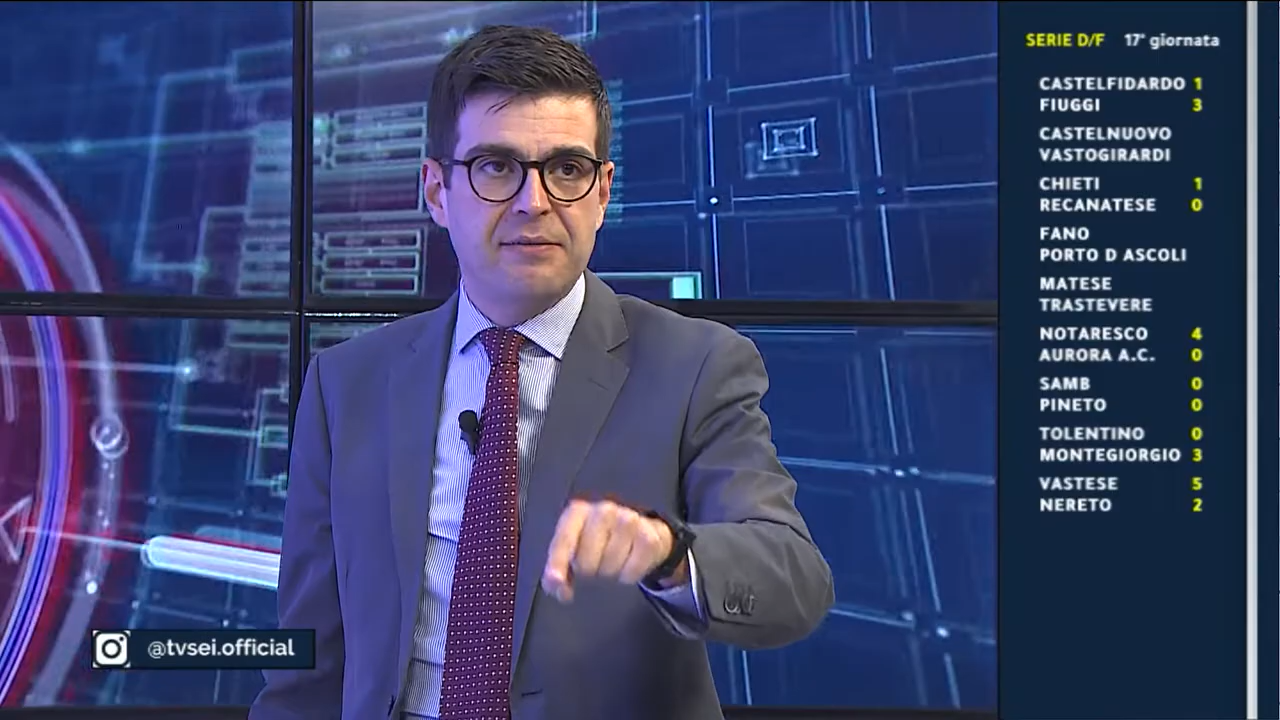 SERIE D/F 17ª giornata
CASTELFIDARDO 1
FIUGGI 3
CASTELNUOVO
VASTOGIRARDI
CHIETI 1
RECANATESE 0
FANO
PORTO D ASCOLI
MATESE
TRASTEVERE
NOTARESCO 4
AURORA A.C. 0
SAMB 0
PINETO 0
TOLENTINO 0
MONTEGIORGIO 3
VASTESE 5
NERETO 2
@tvsei.official